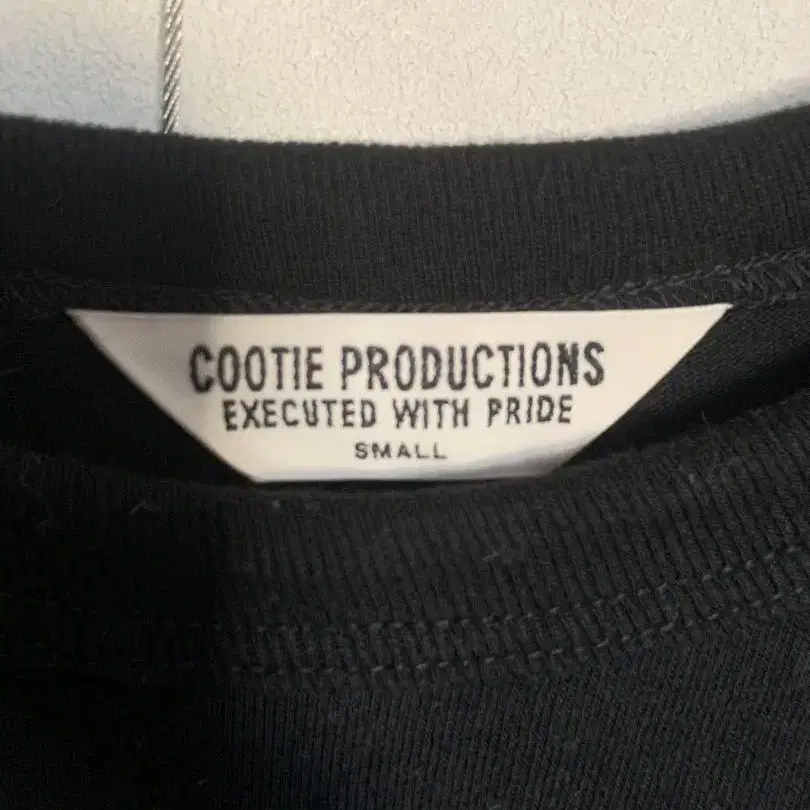 COOTIE PRODUCTIONS
EXECUTED WITH PRIDE
SMALL